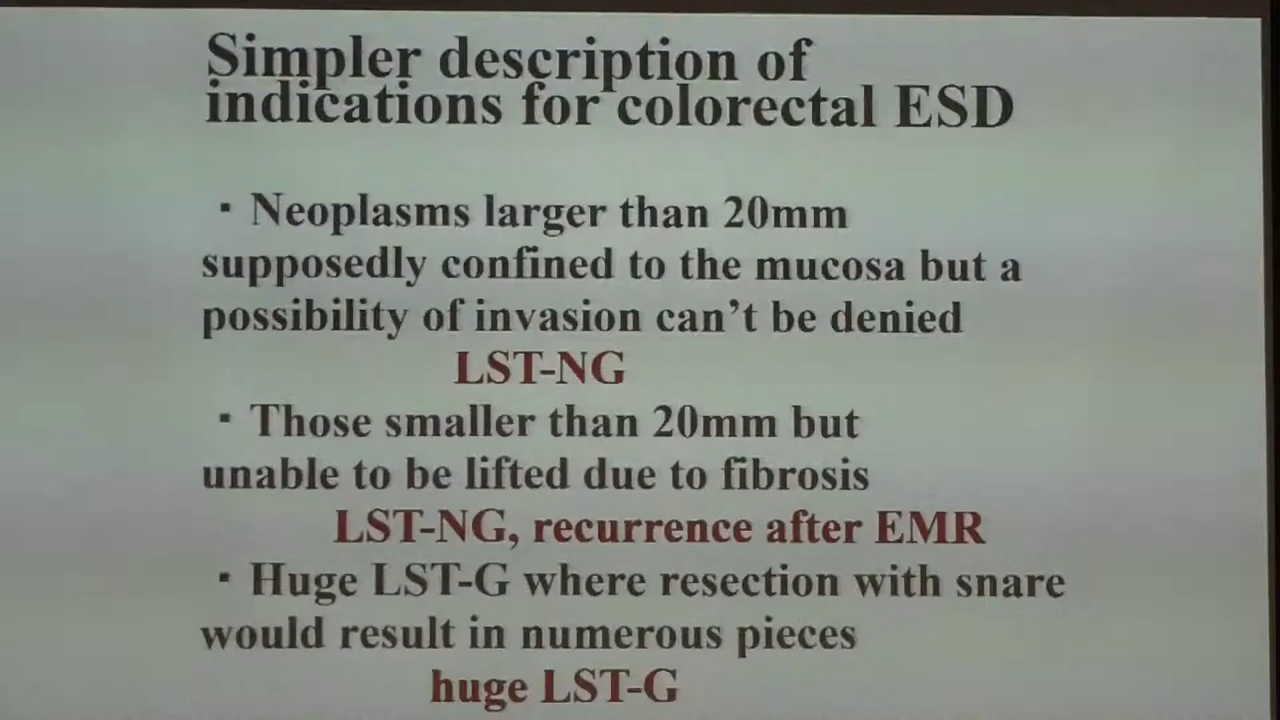 Simpler description of
indications for colorectal ESD
・Neoplasms larger than 20mm
supposedly confined to the mucosa but a
possibility of invasion can’t be denied
LST-NG
・Those smaller than 20mm but
unable to be lifted due to fibrosis
LST-NG, recurrence after EMR
・Huge LST-G where resection with snare
would result in numerous pieces
huge LST-G